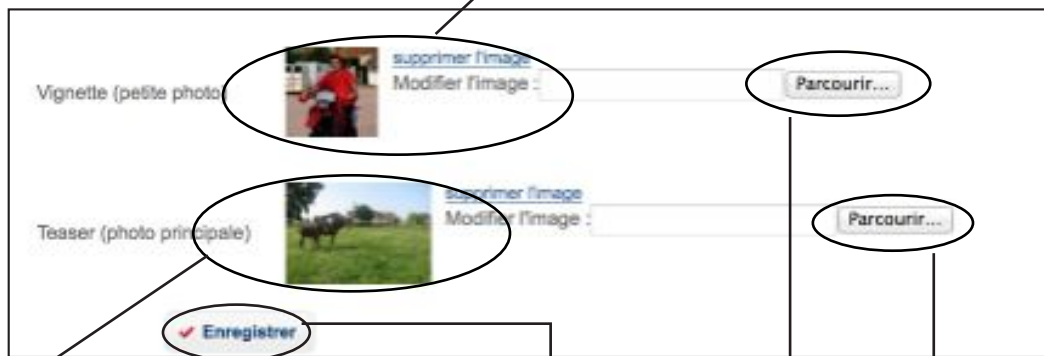 supprimer l'image
Vignette (petite photo)
Modifier l'image :
Parcourir...
supprimer l'image
Teaser (photo principale)
Modifier l'image :
Parcourir...
Enregistrer